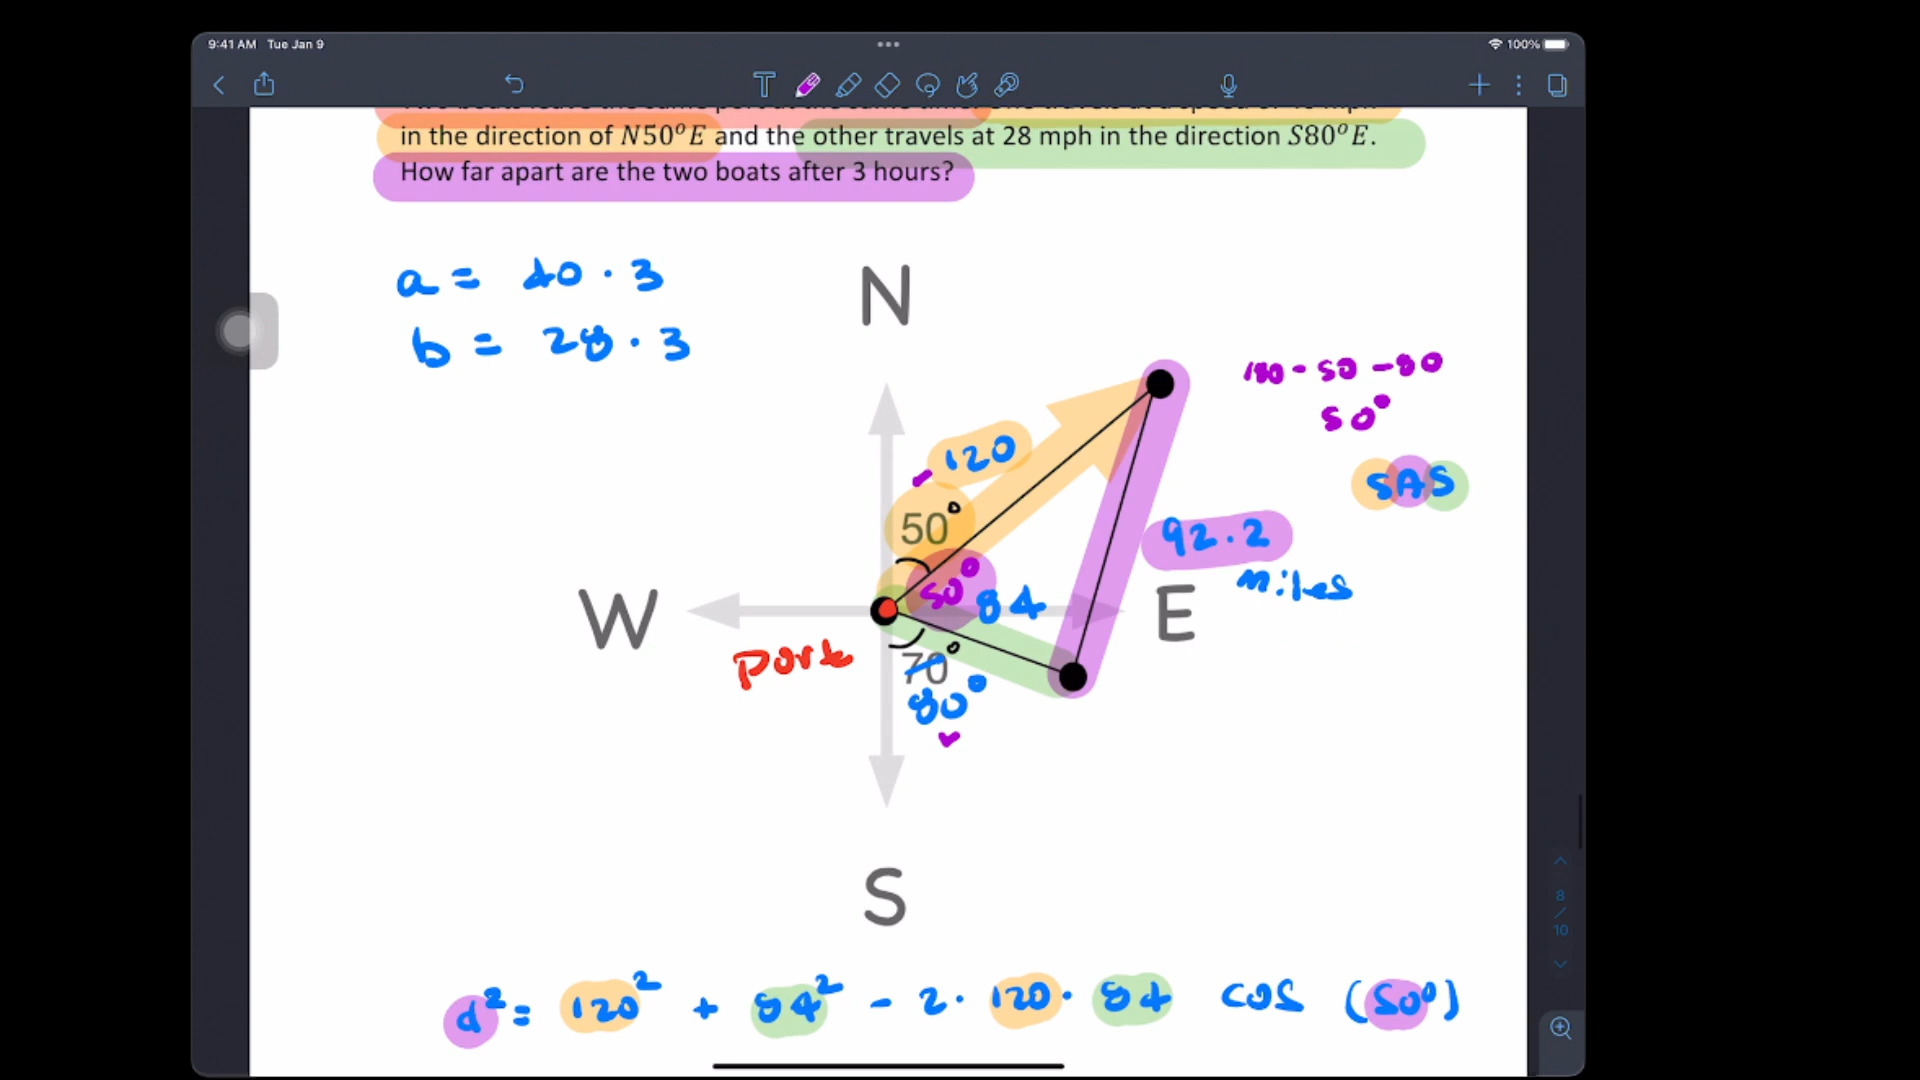 9:41 AM Tue Jan 9
100%
in the direction of N50°E and the other travels at 28 mph in the direction S80°E.
How far apart are the two boats after 3 hours?
a = 40 · 3
b = 28 · 3
N
180 - 50 - 80
50°
120
SAS
50°
92.2
miles
50°
84
W
E
port
70°
80°
S
d² = 120² + 84² - 2 · 120 · 84 cos (50°)
8
/
10